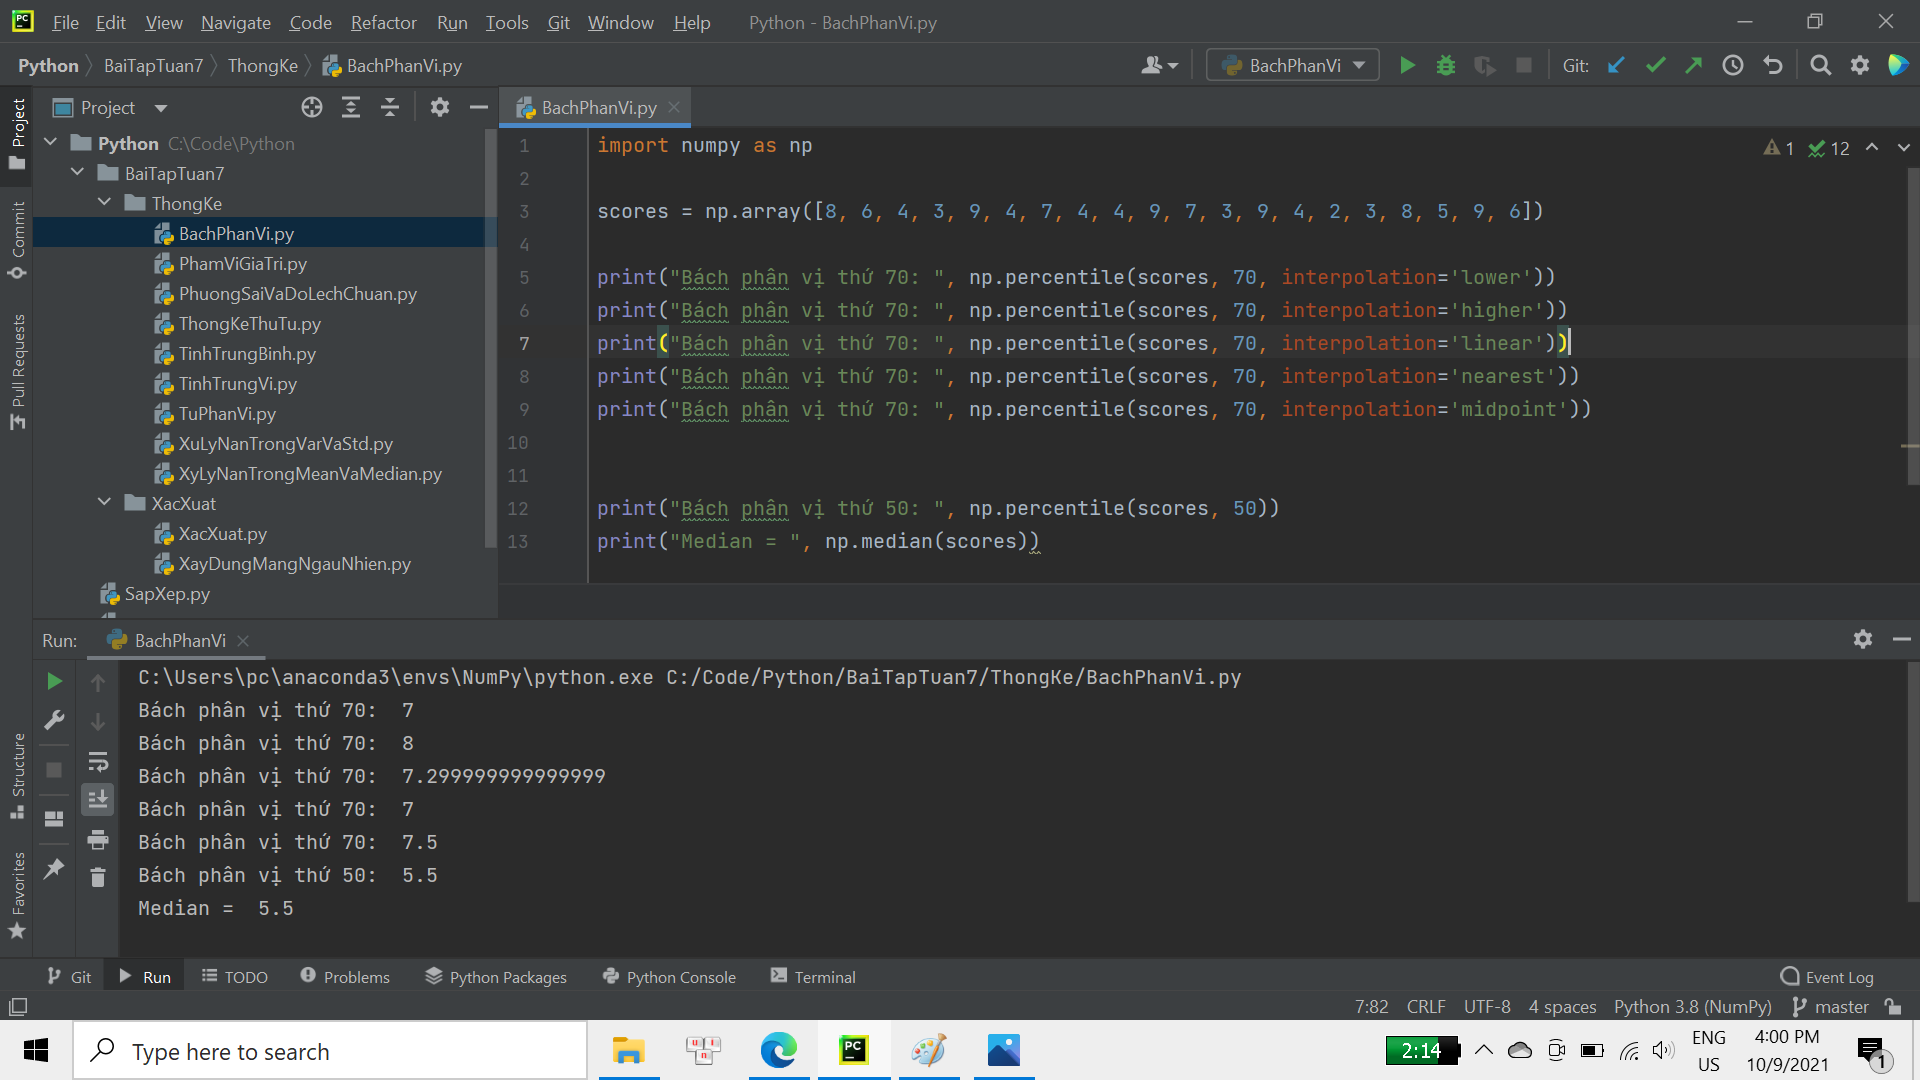 File Edit View Navigate Code Refactor Run Tools Git Window Help Python - BachPhanVi.py
Python BaiTapTuan7 ThongKe BachPhanVi.py
BachPhanVi Git:
Project
BachPhanVi.py
Project
Commit
Pull Requests
Structure
Favorites
Python C:\Code\Python
BaiTapTuan7
ThongKe
BachPhanVi.py
PhamViGiaTri.py
PhuongSaiVaDoLechChuan.py
ThongKeThuTu.py
TinhTrungBinh.py
TinhTrungVi.py
TuPhanVi.py
XuLyNanTrongVarVaStd.py
XyLyNanTrongMeanVaMedian.py
XacXuat
XacXuat.py
XayDungMangNgauNhien.py
SapXep.py
1 import numpy as np
1 12
2
3 scores = np.array([8, 6, 4, 3, 9, 4, 7, 4, 4, 9, 7, 3, 9, 4, 2, 3, 8, 5, 9, 6])
4
5 print("Bách phân vị thứ 70: ", np.percentile(scores, 70, interpolation='lower'))
6 print("Bách phân vị thứ 70: ", np.percentile(scores, 70, interpolation='higher'))
7 print("Bách phân vị thứ 70: ", np.percentile(scores, 70, interpolation='linear'))
8 print("Bách phân vị thứ 70: ", np.percentile(scores, 70, interpolation='nearest'))
9 print("Bách phân vị thứ 70: ", np.percentile(scores, 70, interpolation='midpoint'))
10
11
12 print("Bách phân vị thứ 50: ", np.percentile(scores, 50))
13 print("Median = ", np.median(scores))
Run: BachPhanVi
C:\Users\pc\anaconda3\envs\NumPy\python.exe C:/Code/Python/BaiTapTuan7/ThongKe/BachPhanVi.py
Bách phân vị thứ 70:  7
Bách phân vị thứ 70:  8
Bách phân vị thứ 70:  7.299999999999999
Bách phân vị thứ 70:  7
Bách phân vị thứ 70:  7.5
Bách phân vị thứ 50:  5.5
Median =  5.5
Git Run TODO Problems Python Packages Python Console Terminal Event Log
7:82 CRLF UTF-8 4 spaces Python 3.8 (NumPy) master
Type here to search
2:14
ENG
US
4:00 PM
10/9/2021
1